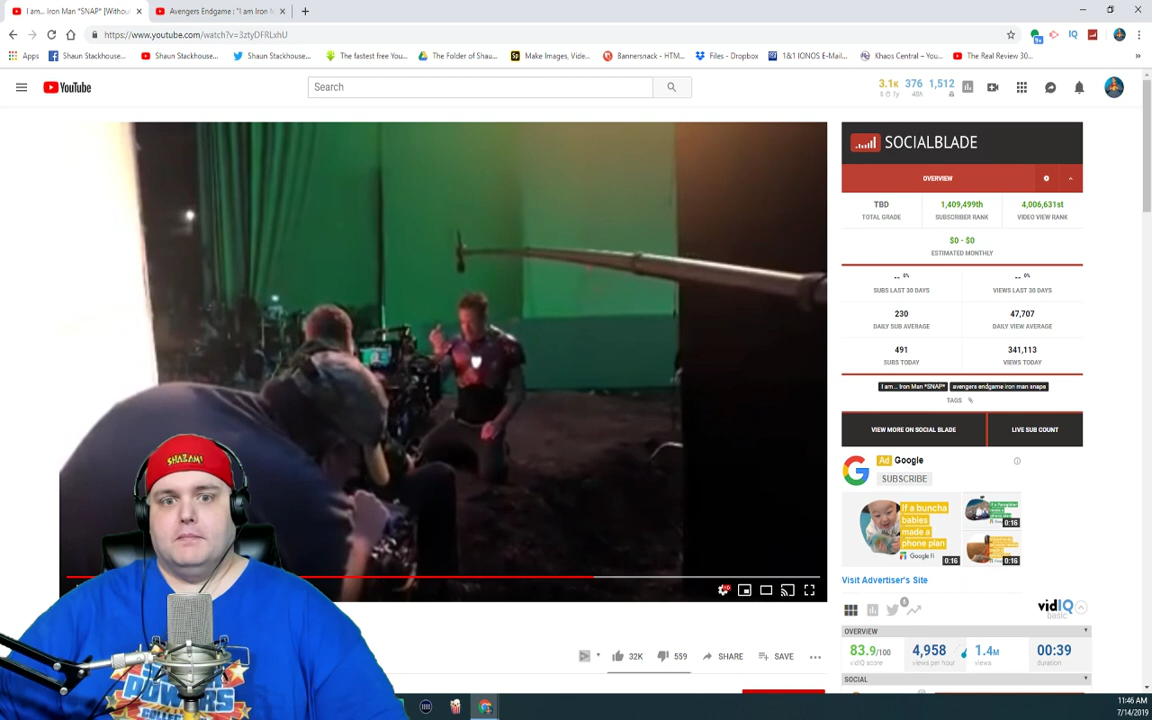 I am... Iron Man *SNAP* [Withou
Avengers Endgame : "I am Iron M
https://www.youtube.com/watch?v=3ztyDFRLxhU
Apps
Shaun Stackhouse...
Shaun Stackhouse...
Shaun Stackhouse...
The fastest free You...
The Folder of Shau...
Make Images, Vide...
Bannersnack - HTM...
Files - Dropbox
1&1 IONOS E-Mail...
Khaos Central – You...
The Real Review 30...
YouTube
Search
3.1K 376 1,512
SOCIALBLADE
OVERVIEW
TBD 1,409,499th 4,006,631st
TOTAL GRADE SUBSCRIBER RANK VIDEO VIEW RANK
$0 - $0
ESTIMATED MONTHLY
-- 0% -- 0%
SUBS LAST 30 DAYS VIEWS LAST 30 DAYS
230 47,707
DAILY SUB AVERAGE DAILY VIEW AVERAGE
491 341,113
SUBS TODAY VIEWS TODAY
I am... Iron Man *SNAP* avengers endgame iron man snaps
TAGS
VIEW MORE ON SOCIAL BLADE LIVE SUB COUNT
Ad Google
SUBSCRIBE
If a buncha
babies
made a
phone plan
Google Fi
0:16
0:16
0:16
Visit Advertiser's Site
vidIQ
basic
OVERVIEW
83.9/100 4,958 1.4M 00:39
vidIQ score views per hour views duration
SOCIAL
32K 559 SHARE SAVE
SHAZAM!
POWERS
11:46 AM
7/14/2019